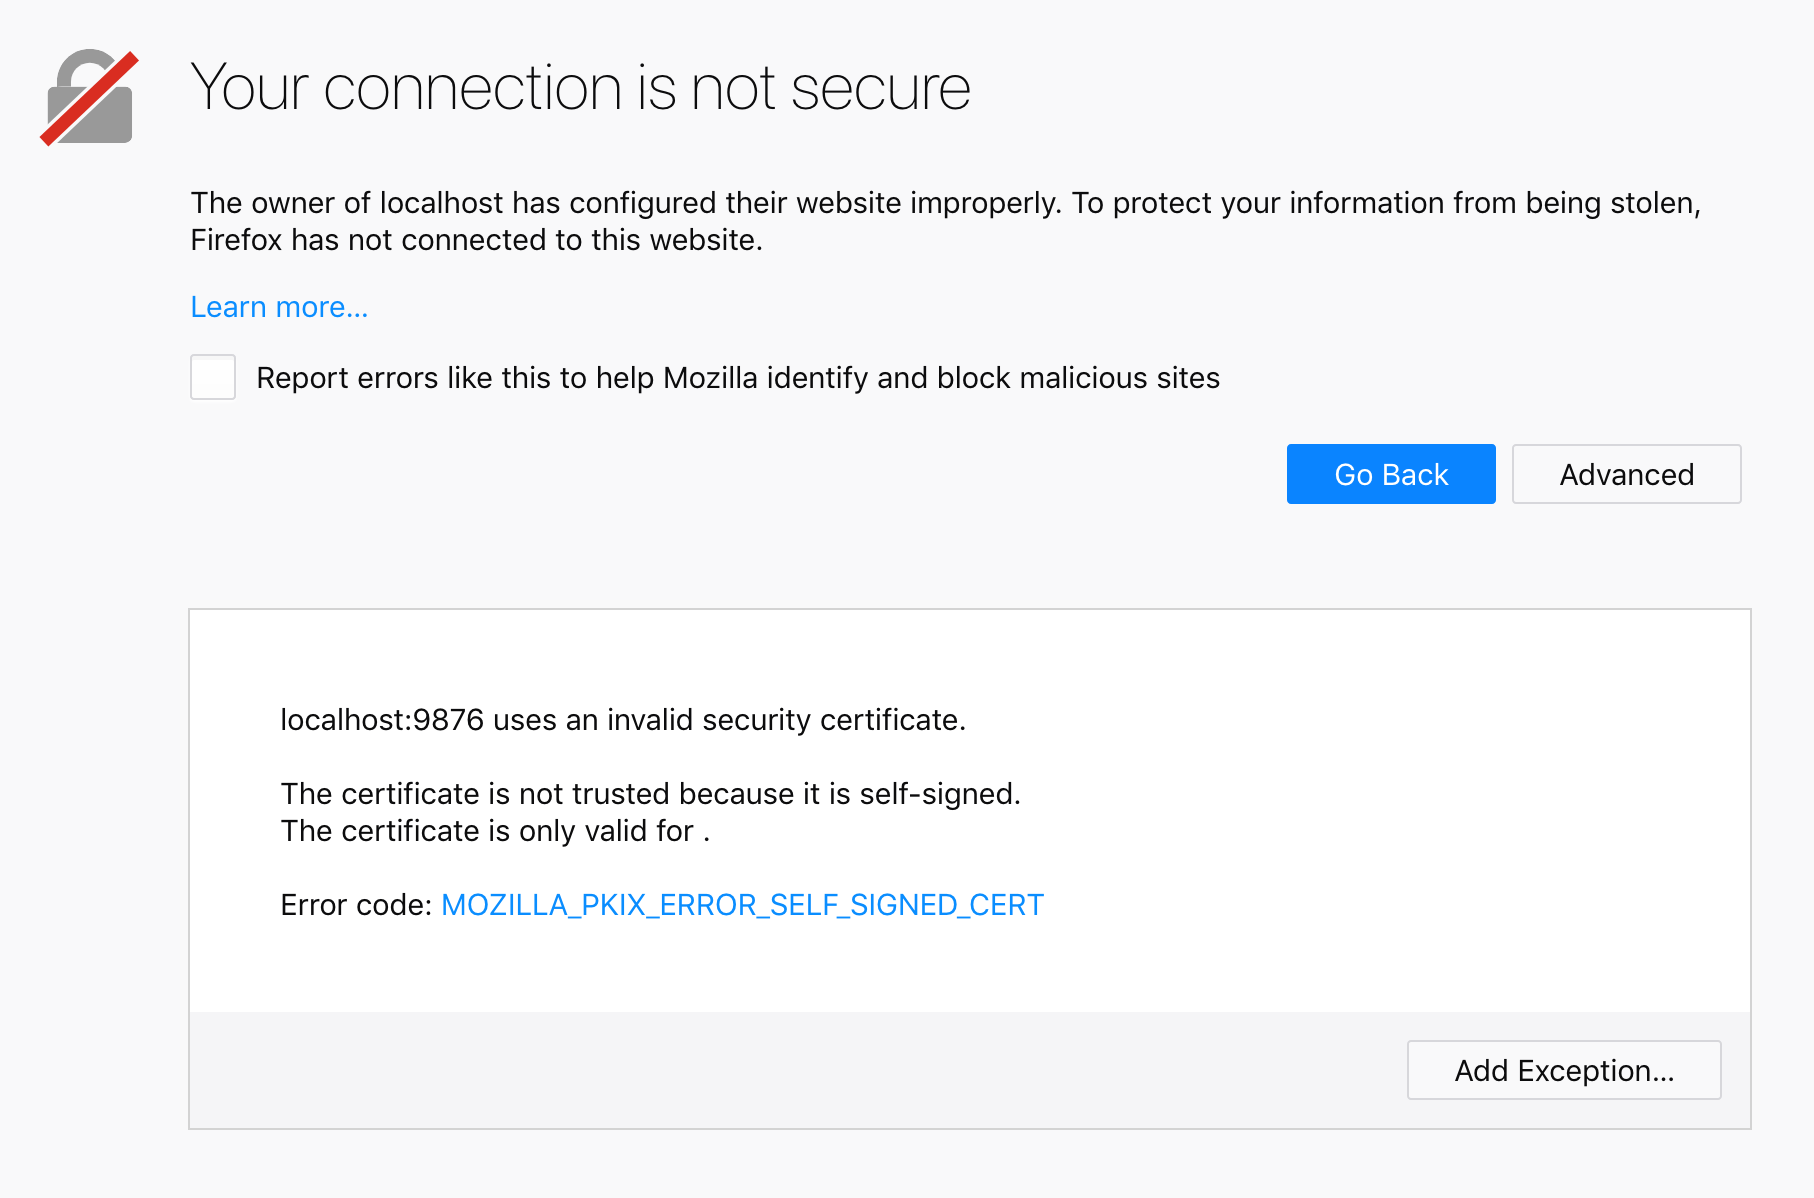 Your connection is not secure
The owner of localhost has configured their website improperly. To protect your information from being stolen,
Firefox has not connected to this website.
Learn more...
Report errors like this to help Mozilla identify and block malicious sites
Go Back
Advanced
localhost:9876 uses an invalid security certificate.
The certificate is not trusted because it is self-signed.
The certificate is only valid for .
Error code: MOZILLA_PKIX_ERROR_SELF_SIGNED_CERT
Add Exception...